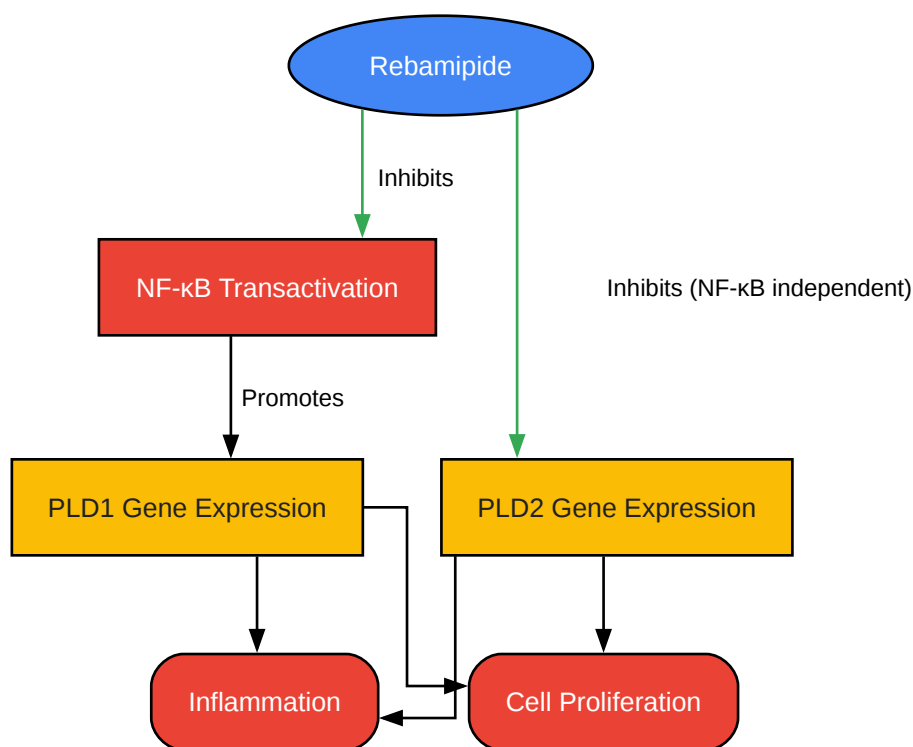 Rebamipide
Inhibits
NF-κB Transactivation
Inhibits (NF-κB independent)
Promotes
PLD1 Gene Expression
PLD2 Gene Expression
Inflammation
Cell Proliferation